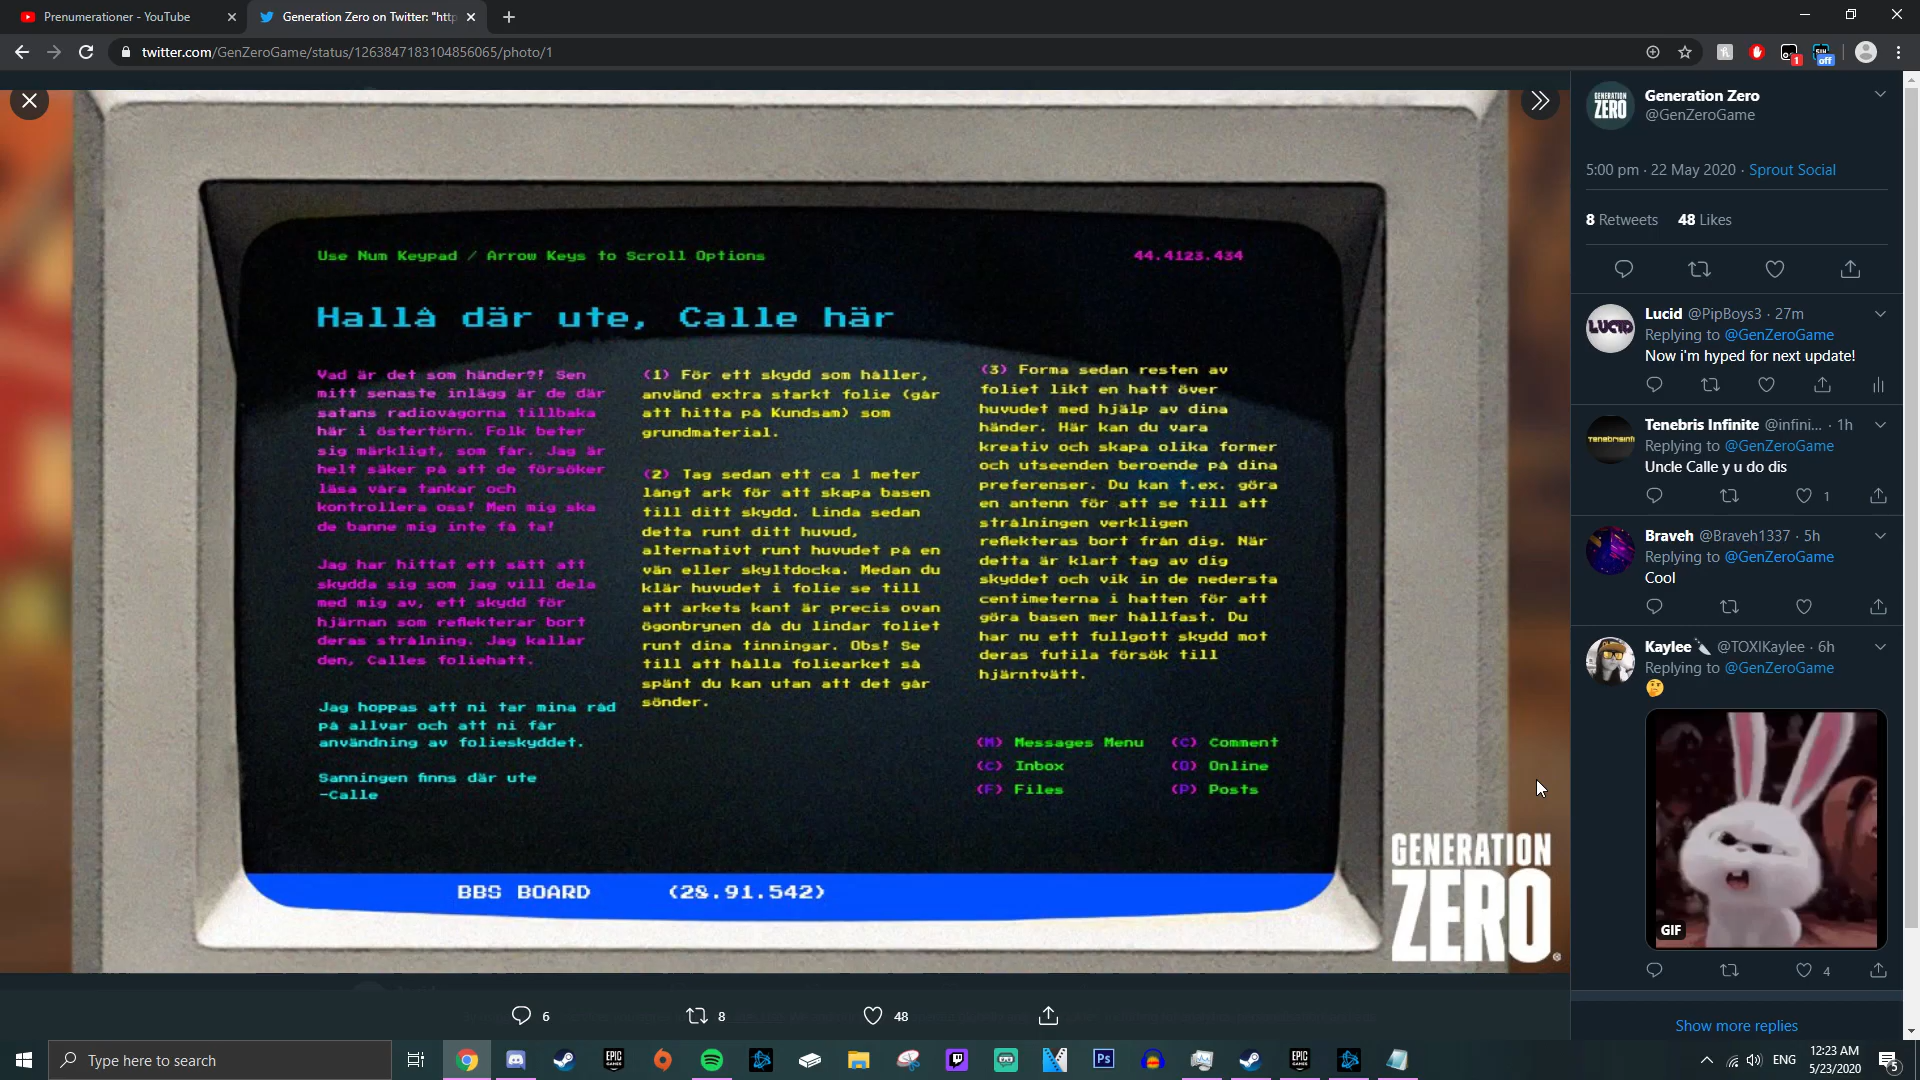 Prenumerationer - YouTube
Generation Zero on Twitter: "http
twitter.com/GenZeroGame/status/1263847183104856065/photo/1
1
off
Use Num Keypad / Arrow Keys to Scroll Options
44.4123.434
Hallå där ute, Calle här
Vad är det som händer?! Sen
mitt senaste inlägg är de där
satans radiovågorna tillbaka
här i östertörn. Folk beter
sig märkligt, som får. Jag är
helt säker på att de försöker
läsa våra tankar och
kontrollera oss! Men mig ska
de banne mig inte få ta!
Jag har hittat ett sätt att
skydda sig som jag vill dela
med mig av, ett skydd för
hjärnan som reflekterar bort
deras strålning. Jag kallar
den, Calles foliehatt.
Jag hoppas att ni tar mina råd
på allvar och att ni får
användning av folieskyddet.
Sanningen finns där ute
-Calle
(1) För ett skydd som håller,
använd extra starkt folie (går
att hitta på Kundsam) som
grundmaterial.
(2) Tag sedan ett ca 1 meter
långt ark för att skapa basen
till ditt skydd. Linda sedan
detta runt ditt huvud,
alternativt runt huvudet på en
vän eller skyltdocka. Medan du
klär huvudet i folie se till
att arkets kant är precis ovan
ögonbrynen då du lindar foliet
runt dina tinningar. Obs! Se
till att hålla foliearket så
spänt du kan utan att det går
sönder.
(3) Forma sedan resten av
foliet likt en hatt över
huvudet med hjälp av dina
händer. Här kan du vara
kreativ och skapa olika former
och utseenden beroende på dina
preferenser. Du kan t.ex. göra
en antenn för att se till att
strålningen verkligen
reflekteras bort från dig. När
detta är klart tag av dig
skyddet och vik in de nedersta
centimeterna i hatten för att
göra basen mer hållfast. Du
har nu ett fullgott skydd mot
deras futila försök till
hjärntvätt.
(M) Messages Menu (C) Comment
(C) Inbox (O) Online
(F) Files (P) Posts
BBS BOARD (28.91.542)
GENERATION
ZERO
6 8 48
GENERATION
ZERO
Generation Zero
@GenZeroGame
5:00 pm · 22 May 2020 · Sprout Social
8 Retweets 48 Likes
LUCID
Lucid @PipBoys3 · 27m
Replying to @GenZeroGame
Now i'm hyped for next update!
Tenebris Infinite @infini... · 1h
Replying to @GenZeroGame
Uncle Calle y u do dis
1
Braveh @Braveh1337 · 5h
Replying to @GenZeroGame
Cool
Kaylee @TOXIKaylee · 6h
Replying to @GenZeroGame
GIF
4
Show more replies
Type here to search
EPIC
GAMES
Ps
EPIC
GAMES
ENG
12:23 AM
5/23/2020
5